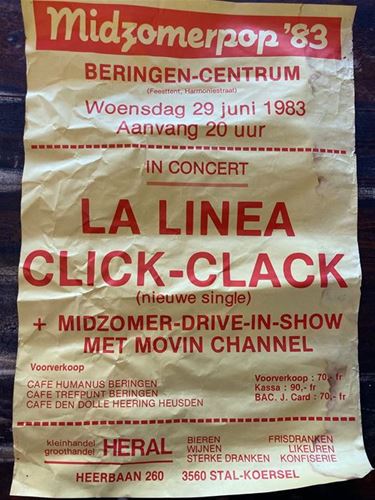 Midzomerpop '83
BERINGEN-CENTRUM
(Feesttent, Harmoniestraat)
Woensdag 29 juni 1983
Aanvang 20 uur
IN CONCERT
LA LINEA
CLICK-CLACK
(nieuwe single)
+ MIDZOMER-DRIVE-IN-SHOW
MET MOVIN CHANNEL
Voorverkoop
CAFE HUMANUS BERINGEN
CAFE TREFPUNT BERINGEN
CAFE DEN DOLLE HEERING HEUSDEN
Voorverkoop : 70,- fr
Kassa : 90,- fr
BAC. J. Card : 70,- fr
kleinhandel
groothandel
HERAL
BIEREN
WIJNEN
STERKE DRANKEN
FRISDRANKEN
LIKEUREN
KONFISERIE
HEERBAAN 260 3560 STAL-KOERSEL